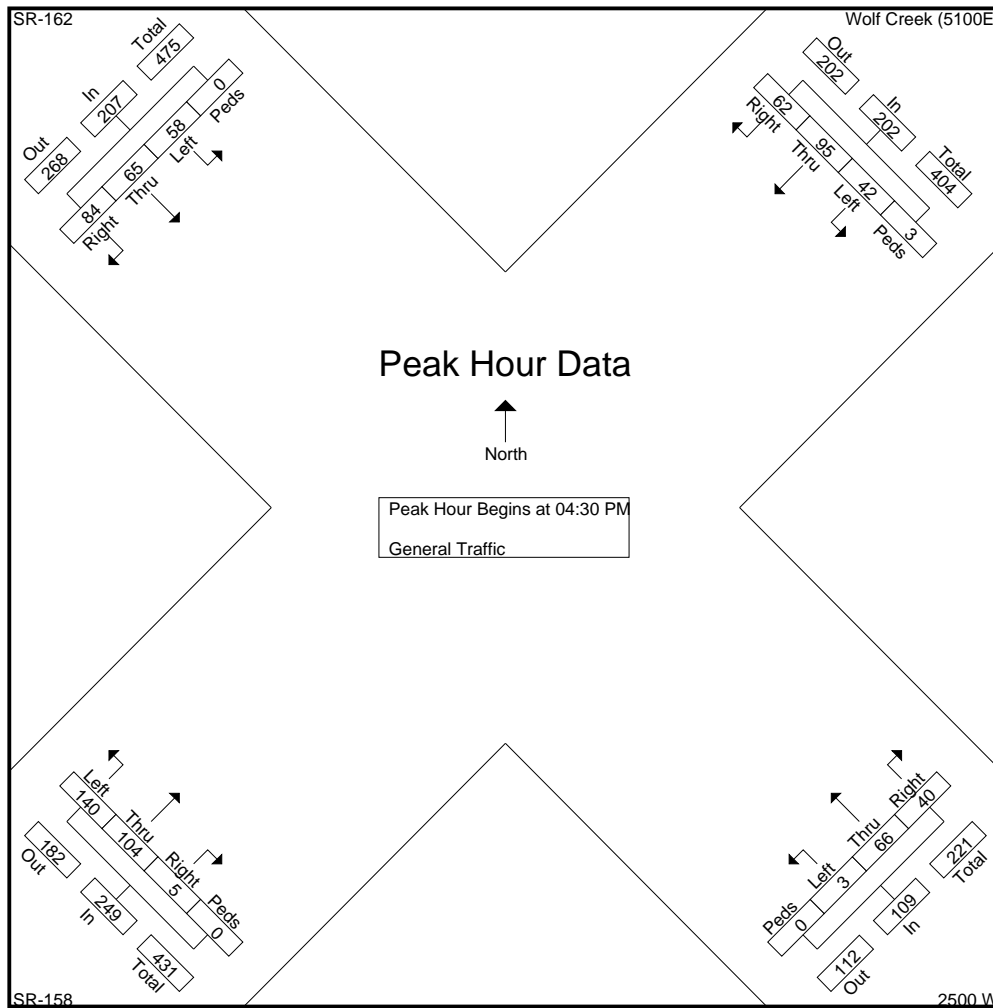 SR-162
Wolf Creek (5100E
Out
In
Total
268
207
475
84
65
58
0
Right
Thru
Left
Peds
Out
In
Total
202
202
404
62
95
42
3
Right
Thru
Left
Peds
Peak Hour Data
North
Peak Hour Begins at 04:30 PM
General Traffic
Left
Thru
Right
Peds
140
104
5
0
182
249
431
Out
In
Total
Peds
Left
Thru
Right
0
3
66
40
112
109
221
Out
In
Total
SR-158
2500 W